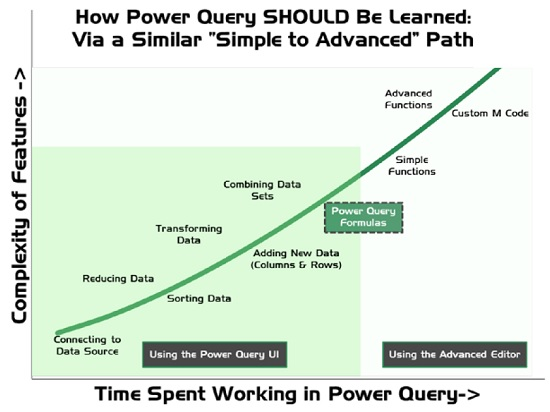 How Power Query SHOULD Be Learned:
Via a Similar "Simple to Advanced" Path
Complexity of Features ->
Advanced
Functions
Custom M Code
Simple
Functions
Combining Data
Sets
Power Query
Formulas
Transforming
Data
Adding New Data
(Columns & Rows)
Reducing Data
Sorting Data
Connecting to
Data Source
Using the Power Query UI
Using the Advanced Editor
Time Spent Working in Power Query->